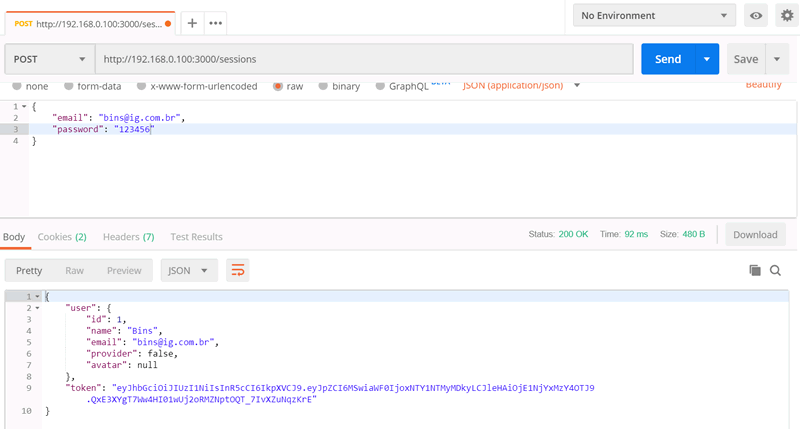 POST http://192.168.0.100:3000/ses...
No Environment
POST http://192.168.0.100:3000/sessions Send Save
none form-data x-www-form-urlencoded raw binary GraphQL BETA JSON (application/json) Beautify
1 {
2 "email": "bins@ig.com.br",
3 "password": "123456"
4 }
Body Cookies (2) Headers (7) Test Results Status: 200 OK Time: 92 ms Size: 480 B Download
Pretty Raw Preview JSON
1 {
2 "user": {
3 "id": 1,
4 "name": "Bins",
5 "email": "bins@ig.com.br",
6 "provider": false,
7 "avatar": null
8 },
9 "token": "eyJhbGciOiJIUzI1NiIsInR5cCI6IkpXVCJ9.eyJpZCI6MSwiaWF0IjoxNTY1NTMyMDkyLCJleHAiOjE1NjYxMzY4OTJ9
.QxE3XYgT7Ww4HI01wUj2oRMZNptOQT_7IvXZuNqzKrE"
10 }